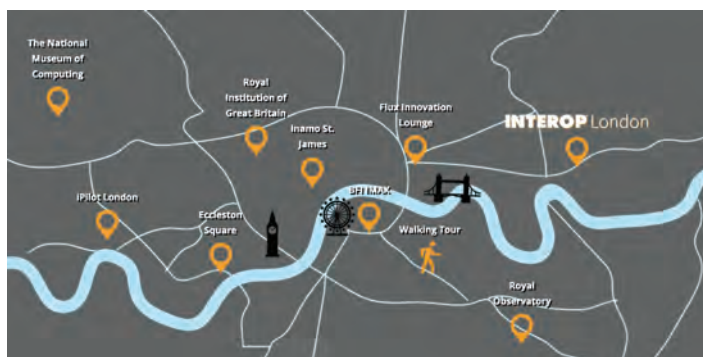 The National
Museum of
Computing
Royal
Institution of
Great Britain
Inamo St.
James
Flux Innovation
Lounge
INTEROP London
iPilot London
Eccleston
Square
BFI IMAX
Walking Tour
Royal
Observatory